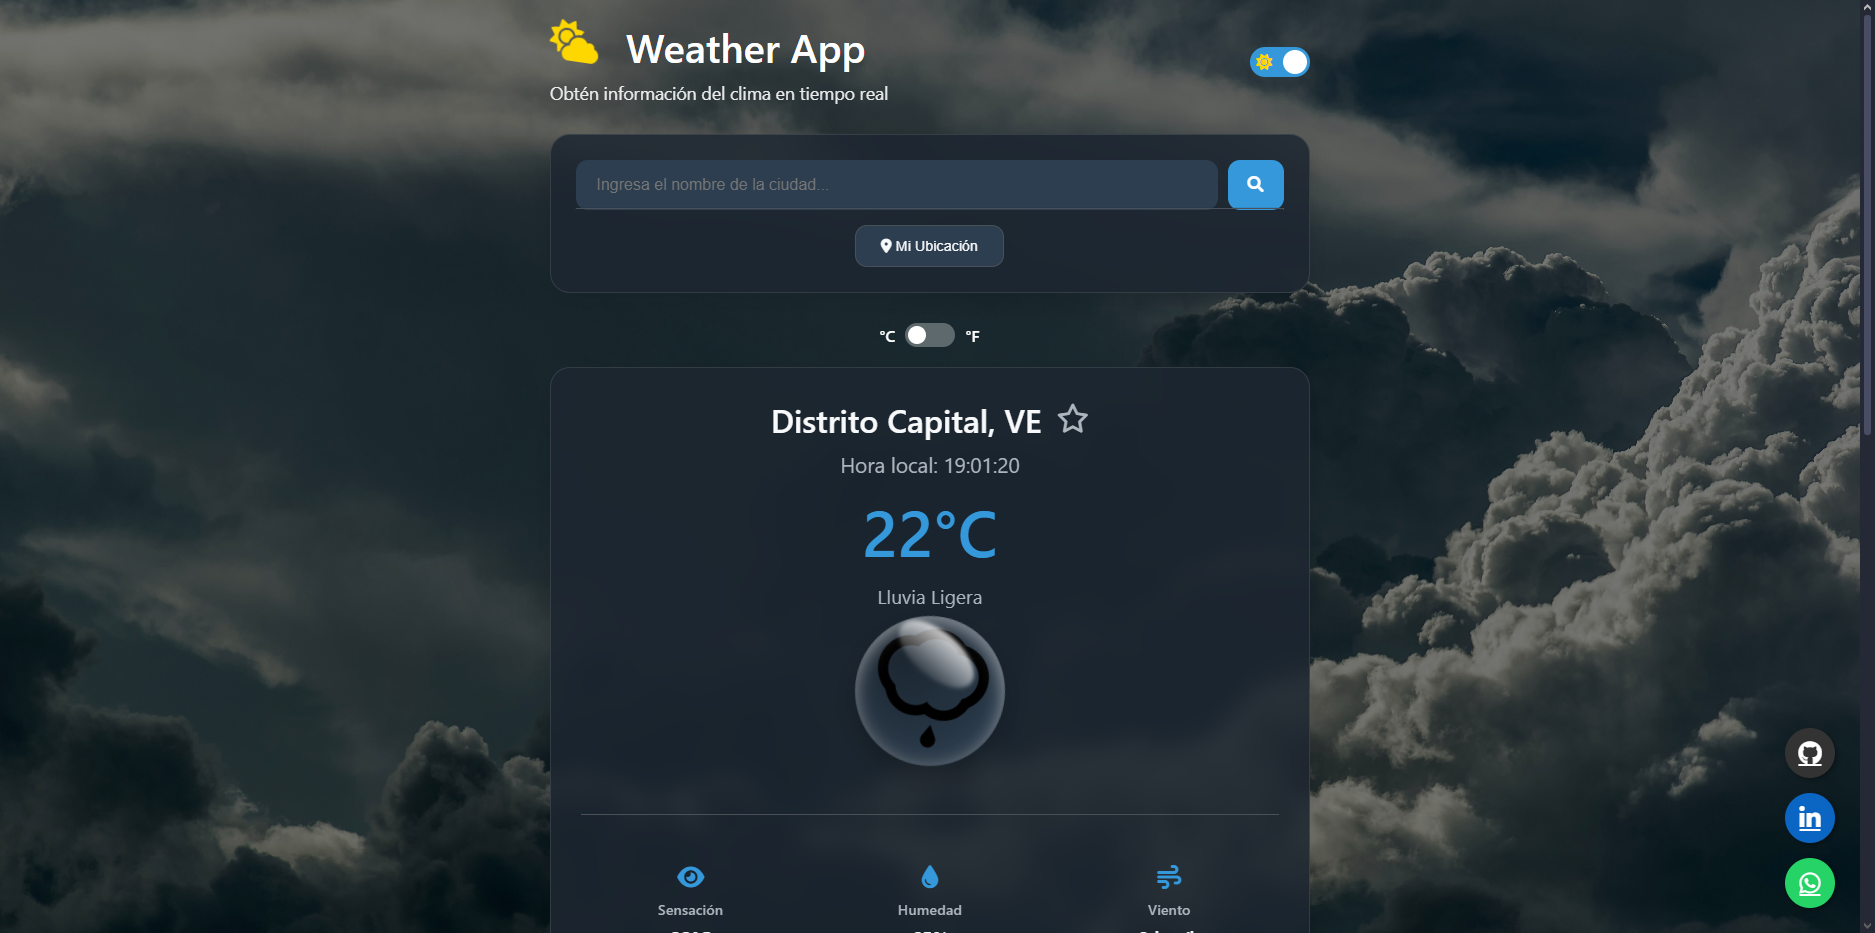 Weather App
Obtén información del clima en tiempo real
Ingresa el nombre de la ciudad...
Mi Ubicación
°C °F
Distrito Capital, VE
Hora local: 19:01:20
22°C
Lluvia Ligera
Sensación Humedad Viento